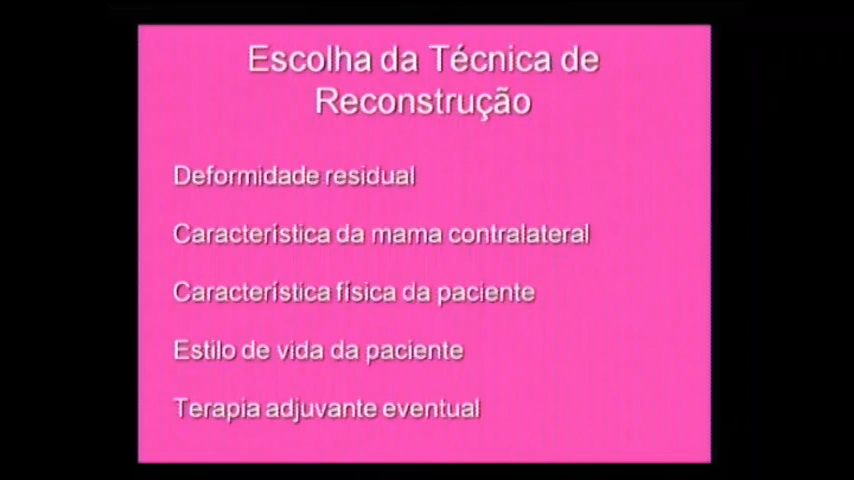 Escolha da Técnica de
Reconstrução
Deformidade residual
Característica da mama contralateral
Característica física da paciente
Estilo de vida da paciente
Terapia adjuvante eventual